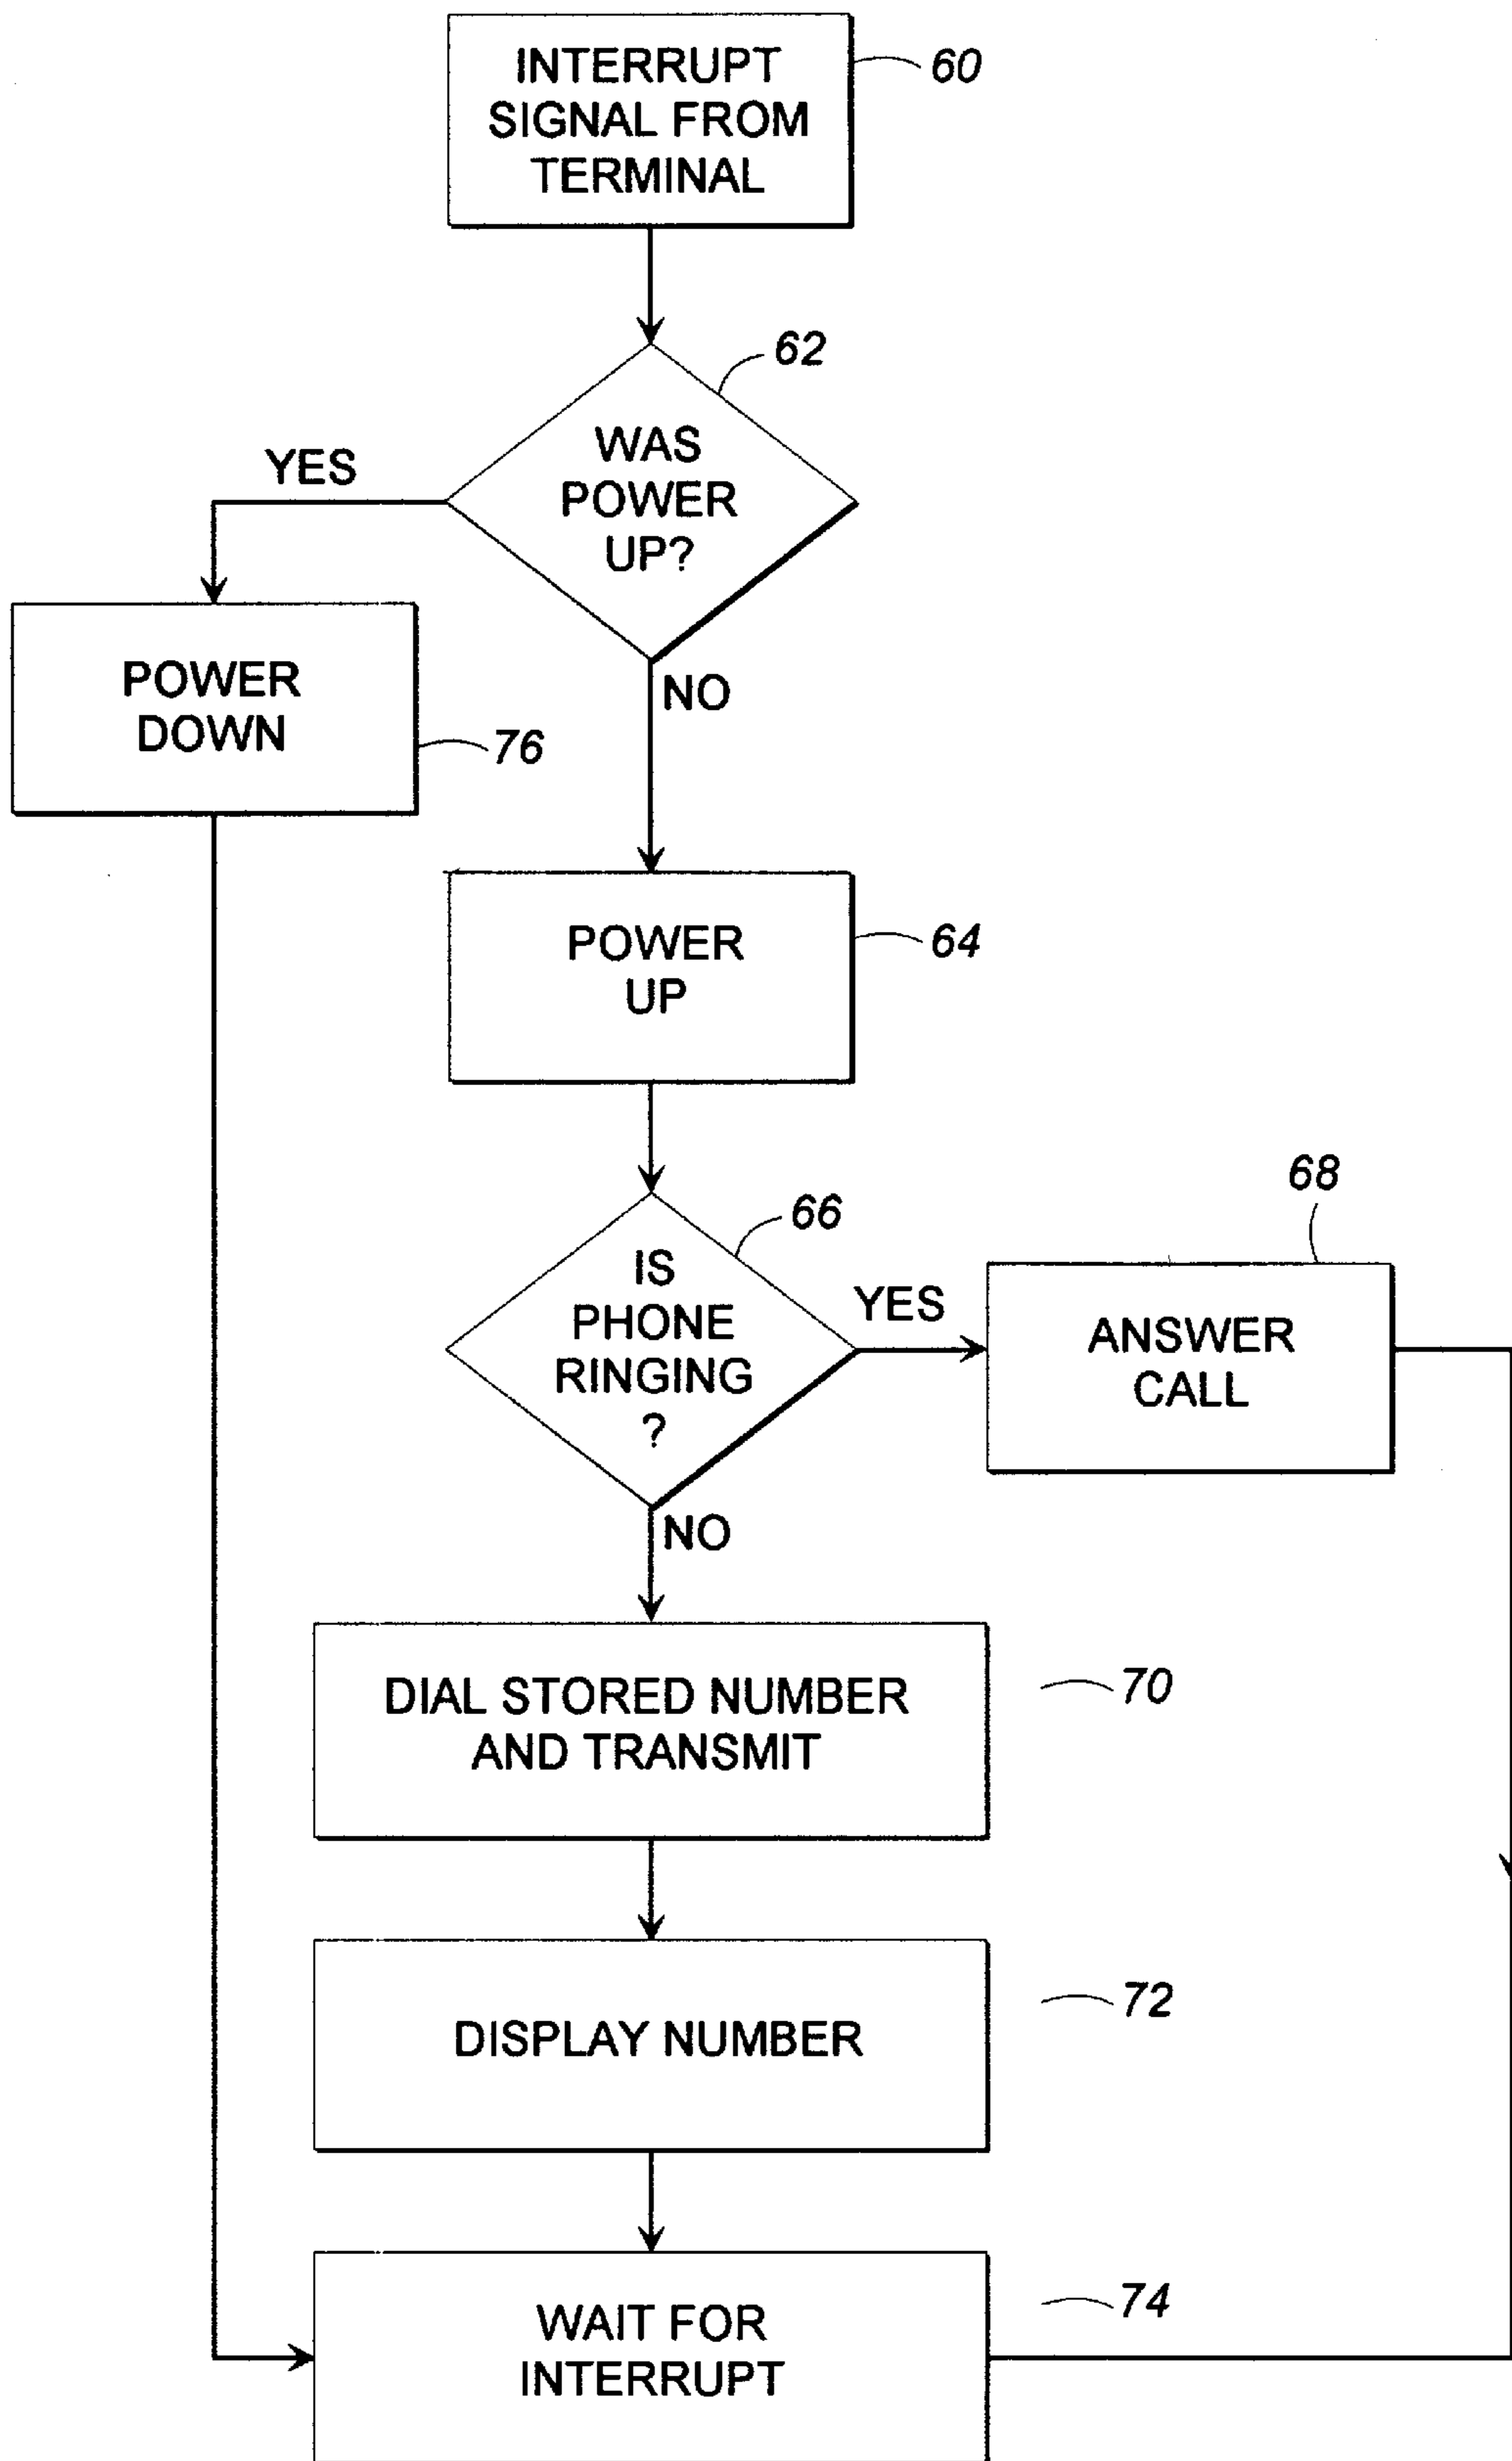 INTERRUPT
SIGNAL FROM
TERMINAL
60
62
WAS
POWER
UP?
YES
NO
POWER
DOWN
76
POWER
UP
64
66
IS
PHONE
RINGING
?
YES
68
ANSWER
CALL
NO
DIAL STORED NUMBER
AND TRANSMIT
70
DISPLAY NUMBER
72
WAIT FOR
INTERRUPT
74